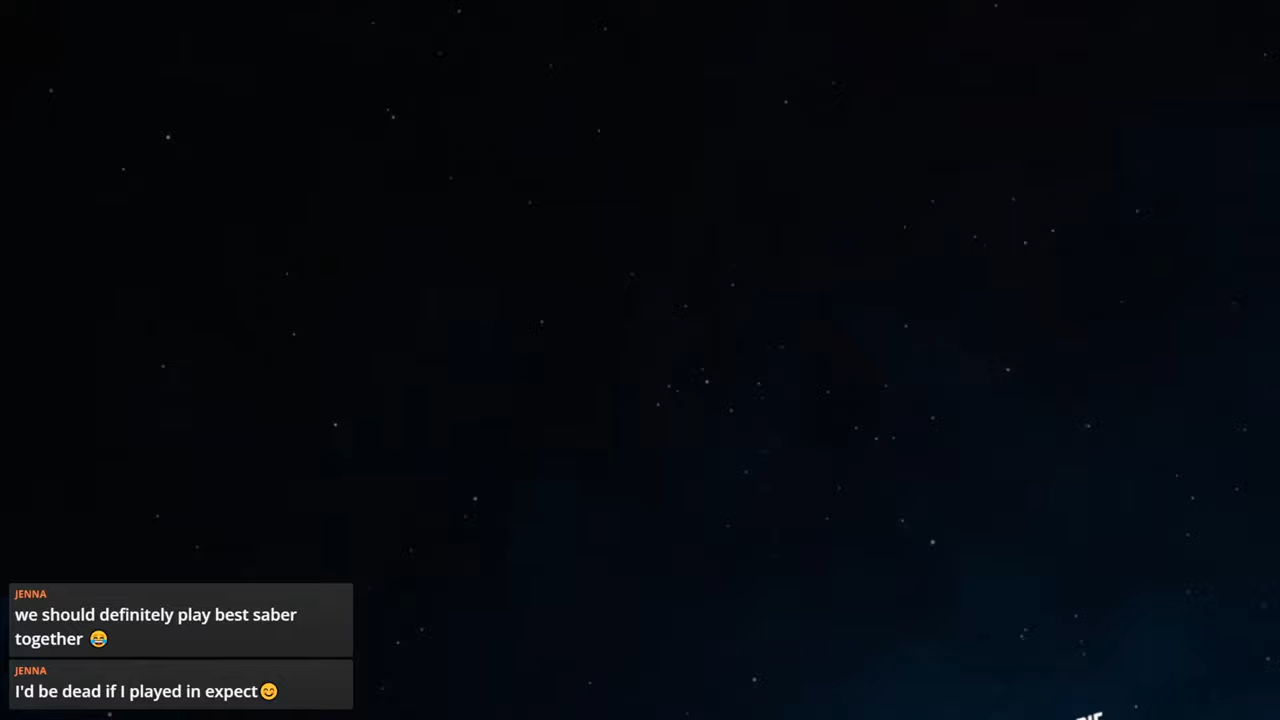 JENNA
we should definitely play best saber
together 😂
JENNA
I'd be dead if I played in expect😊